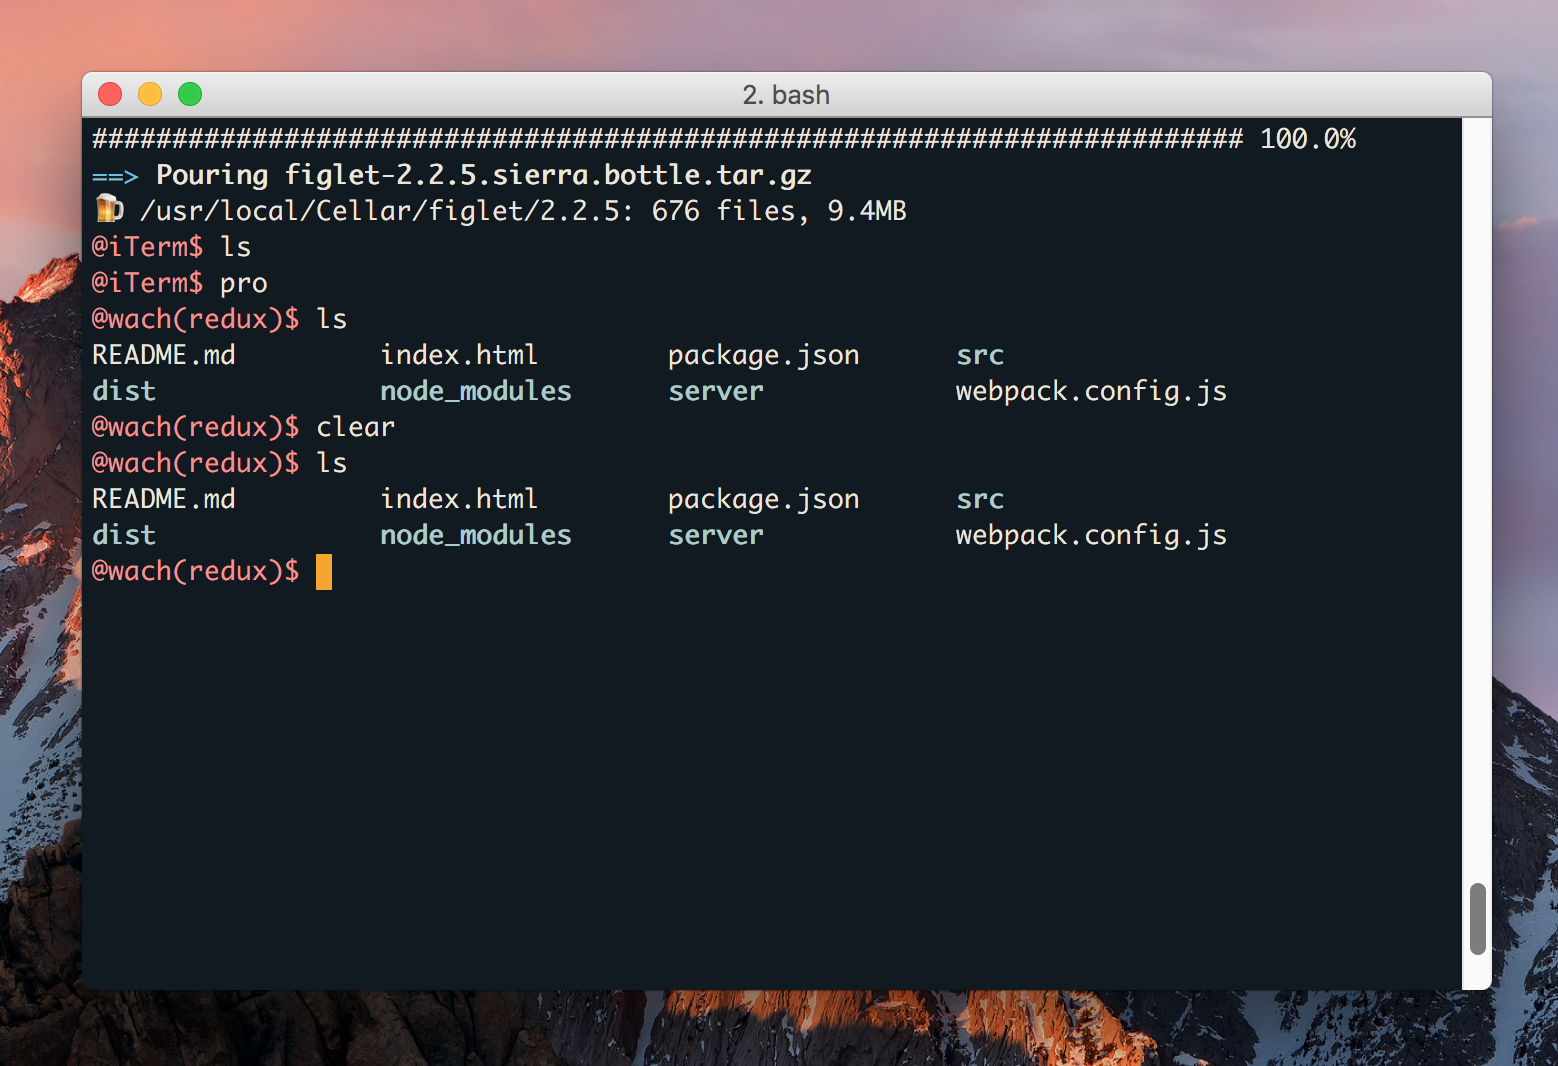 2. bash
######################################################################## 100.0%
==> Pouring figlet-2.2.5.sierra.bottle.tar.gz
🍺 /usr/local/Cellar/figlet/2.2.5: 676 files, 9.4MB
@iTerm$ ls
@iTerm$ pro
@wach(redux)$ ls
README.md         index.html        package.json      src
dist              node_modules      server            webpack.config.js
@wach(redux)$ clear
@wach(redux)$ ls
README.md         index.html        package.json      src
dist              node_modules      server            webpack.config.js
@wach(redux)$